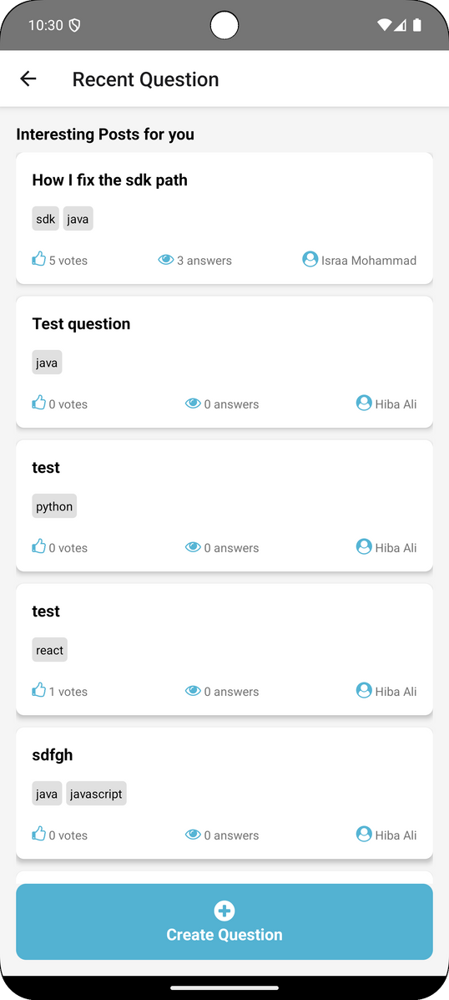 10:30
Recent Question
Interesting Posts for you
How I fix the sdk path
sdk java
5 votes 3 answers Israa Mohammad
Test question
java
0 votes 0 answers Hiba Ali
test
python
0 votes 0 answers Hiba Ali
test
react
1 votes 0 answers Hiba Ali
sdfgh
java javascript
0 votes 0 answers Hiba Ali
Create Question